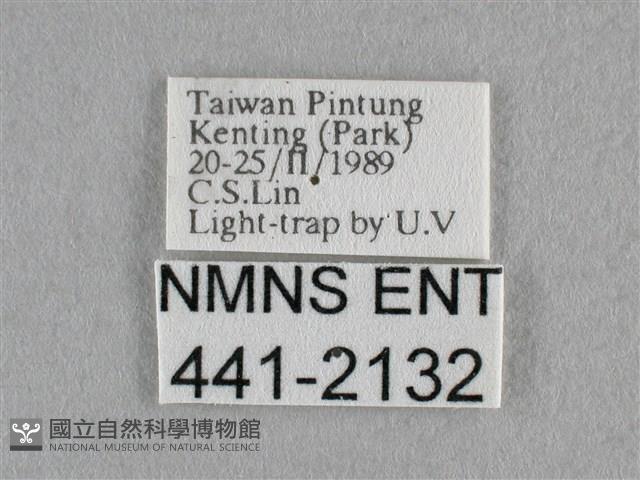 Taiwan Pintung
Kenting (Park)
20-25/II/1989
C.S.Lin
Light-trap by U.V
NMNS ENT
441-2132
國立自然科學博物館
NATIONAL MUSEUM OF NATURAL SCIENCE